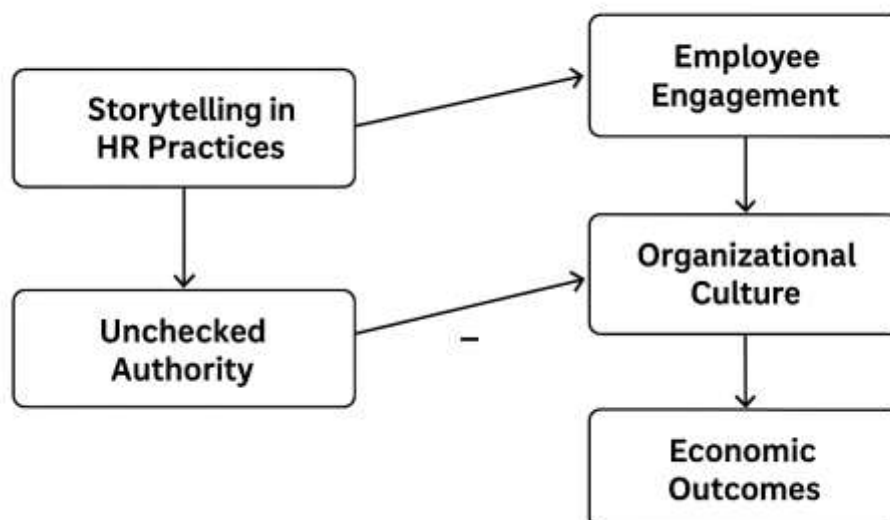 Storytelling in
HR Practices
Employee
Engagement
Unchecked
Authority
Organizational
Culture
–
Economic
Outcomes